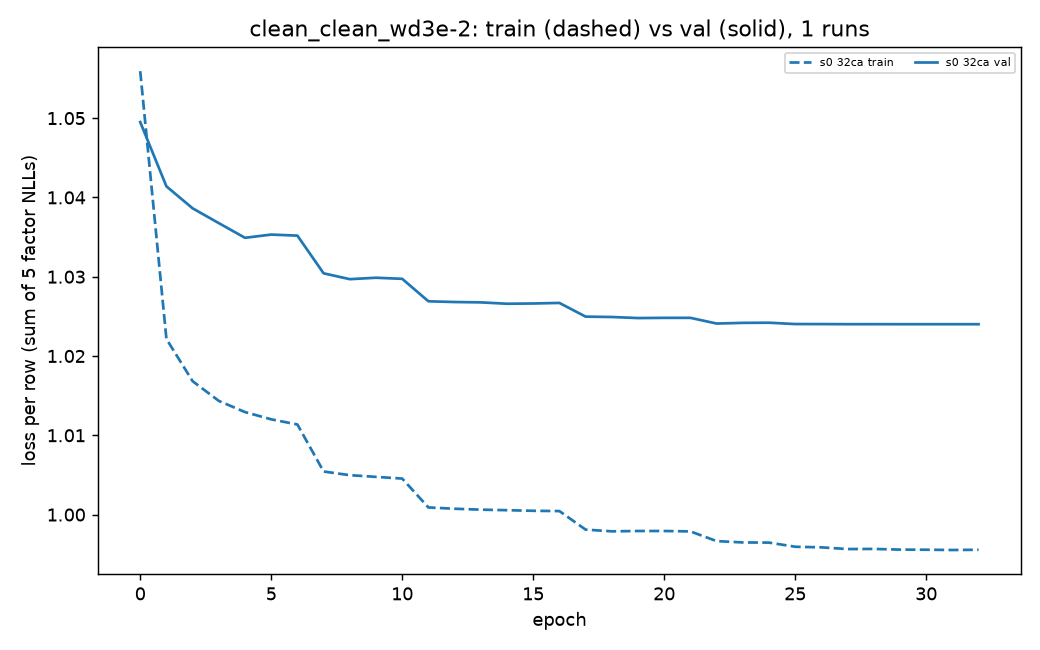 clean_clean_wd3e-2: train (dashed) vs val (solid), 1 runs
s0 32ca train
s0 32ca val
loss per row (sum of 5 factor NLLs)
1.05
1.04
1.03
1.02
1.01
1.00
0
5
10
15
20
25
30
epoch